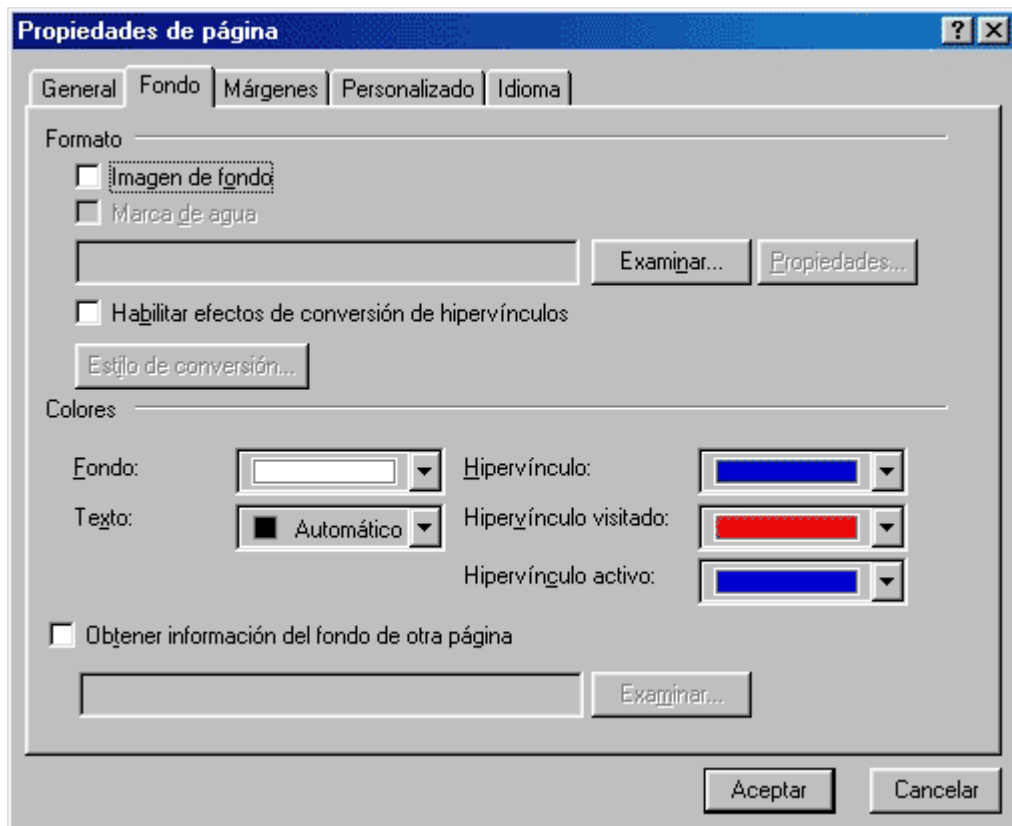 Propiedades de página
General Fondo Márgenes Personalizado Idioma
Formato
Imagen de fondo
Marca de agua
Examinar... Propiedades...
Habilitar efectos de conversión de hipervínculos
Estilo de conversión...
Colores
Fondo: Hipervínculo:
Texto: Automático Hipervínculo visitado:
Hipervínculo activo:
Obtener información del fondo de otra página
Examinar...
Aceptar Cancelar